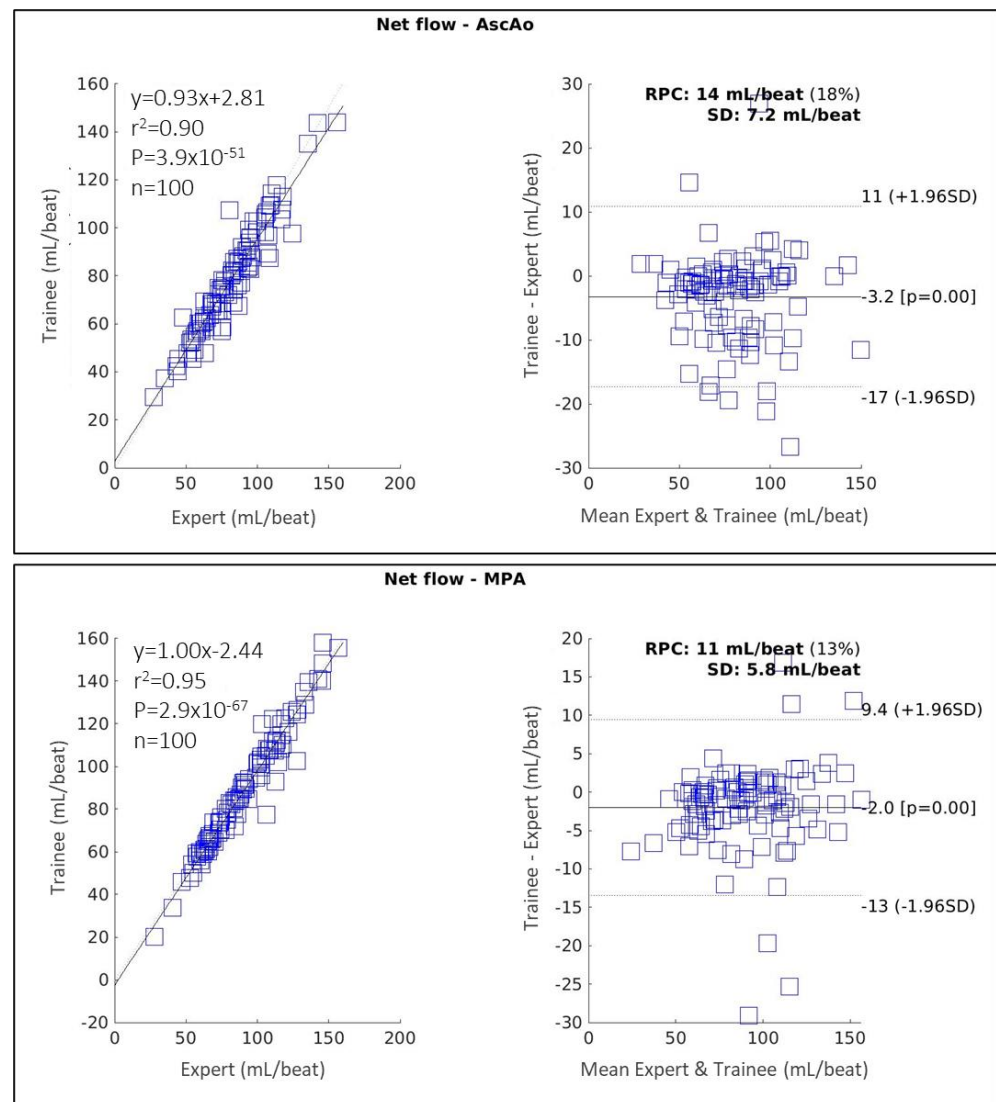 Net flow - AscAo
y=0.93x+2.81
r²=0.90
P=3.9x10⁻⁵¹
n=100
160
140
120
100
80
60
40
20
0
Trainee (mL/beat)
0 50 100 150 200
Expert (mL/beat)
RPC: 14 mL/beat (18%)
SD: 7.2 mL/beat
30
20
10
0
-10
-20
-30
Trainee - Expert (mL/beat)
11 (+1.96SD)
-3.2 [p=0.00]
-17 (-1.96SD)
0 50 100 150
Mean Expert & Trainee (mL/beat)
Net flow - MPA
y=1.00x-2.44
r²=0.95
P=2.9x10⁻⁶⁷
n=100
160
140
120
100
80
60
40
20
0
-20
Trainee (mL/beat)
0 50 100 150 200
Expert (mL/beat)
RPC: 11 mL/beat (13%)
SD: 5.8 mL/beat
20
15
10
5
0
-5
-10
-15
-20
-25
-30
Trainee - Expert (mL/beat)
9.4 (+1.96SD)
-2.0 [p=0.00]
-13 (-1.96SD)
0 50 100 150
Mean Expert & Trainee (mL/beat)